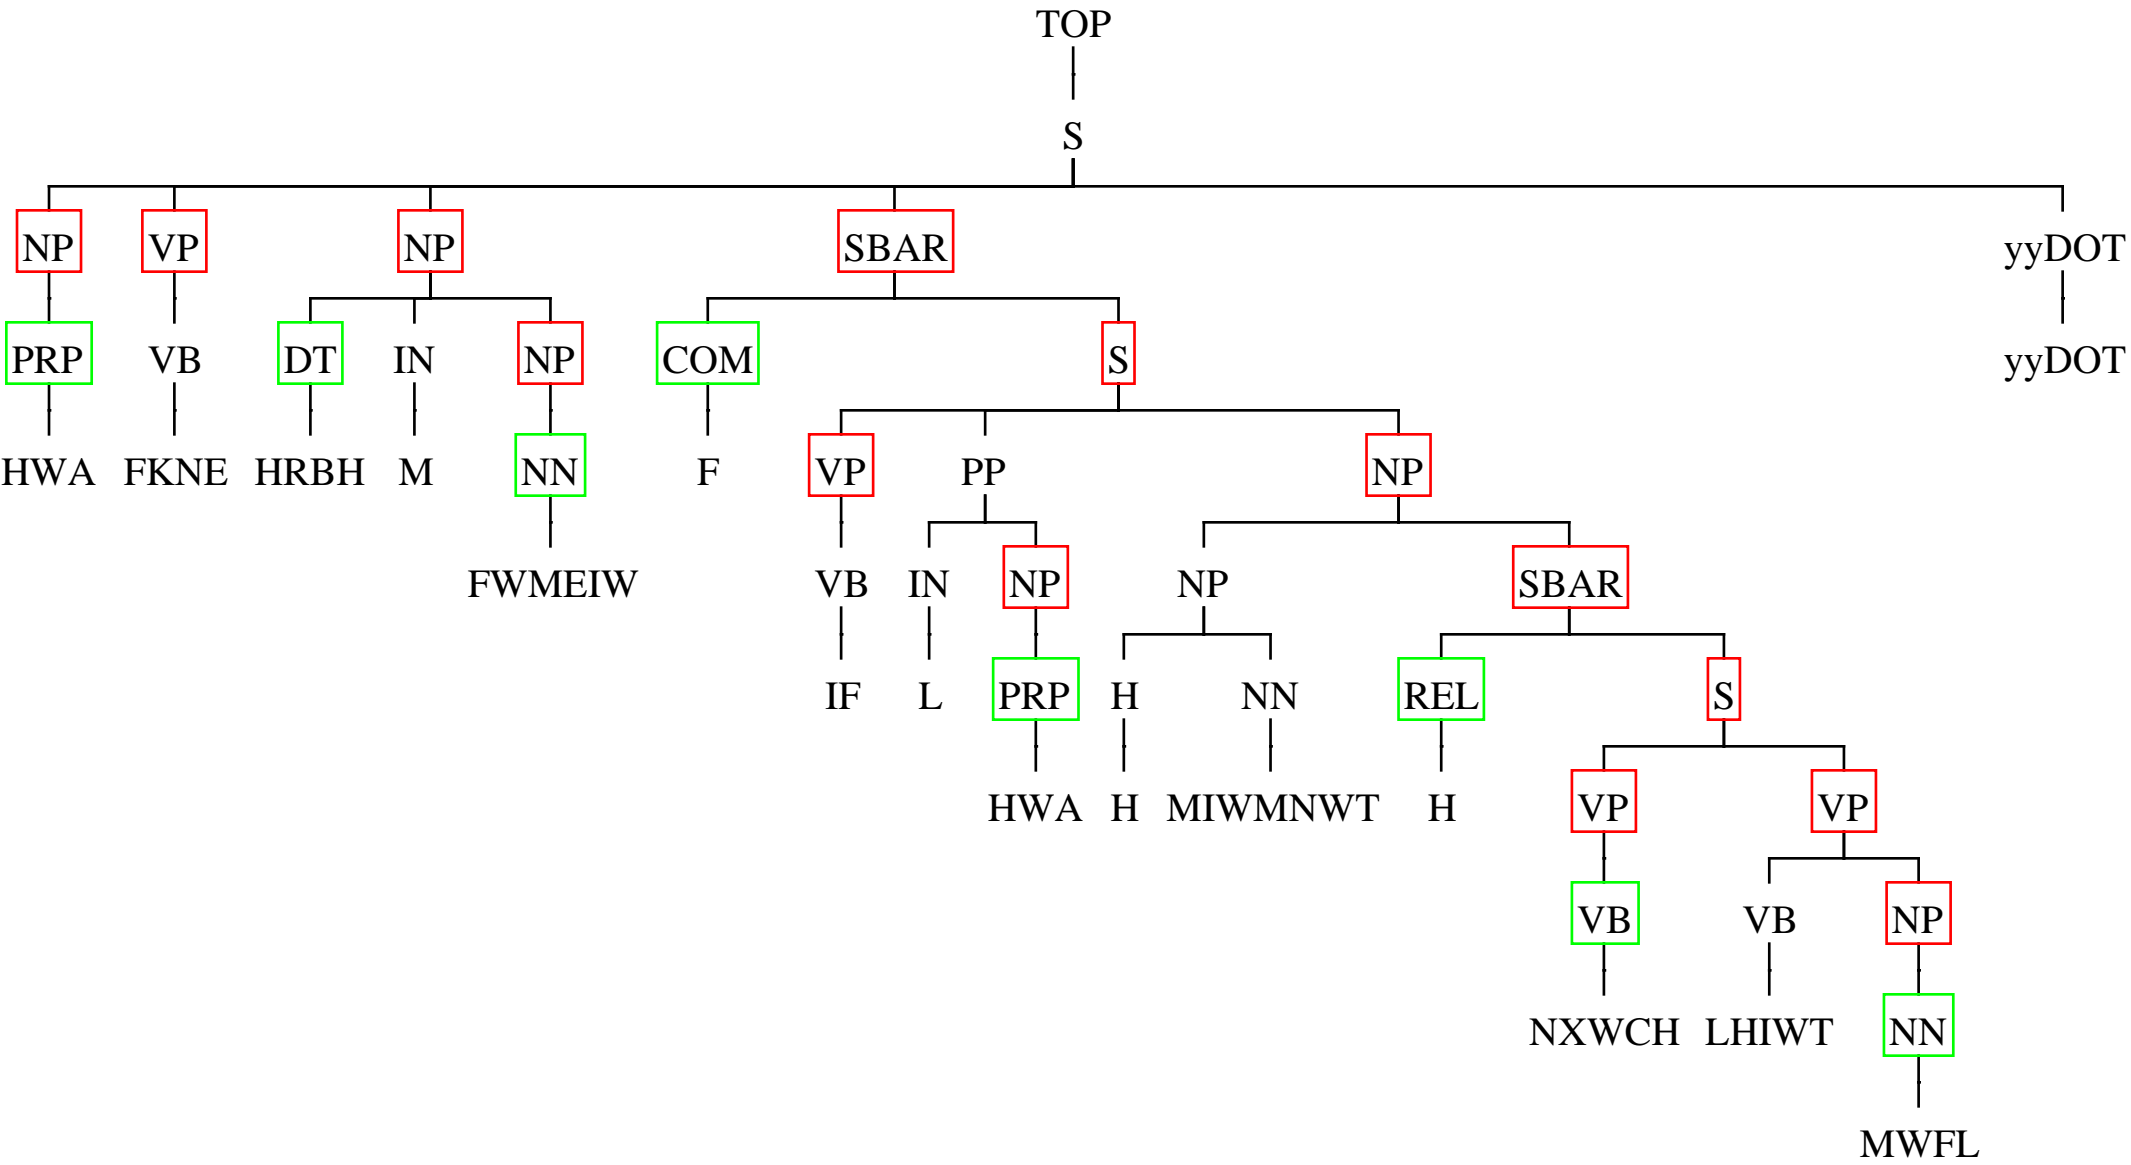 TOP
S
NP VP NP SBAR yyDOT
PRP VB DT IN NP COM S yyDOT
HWA FKNE HRBH M NN F VP PP NP
FWMEIW VB IN NP NP SBAR
IF L PRP H NN REL S
HWA H MIWMNWT H VP VP
VB VB NP
NXWCH LHIWT NN
MWFL